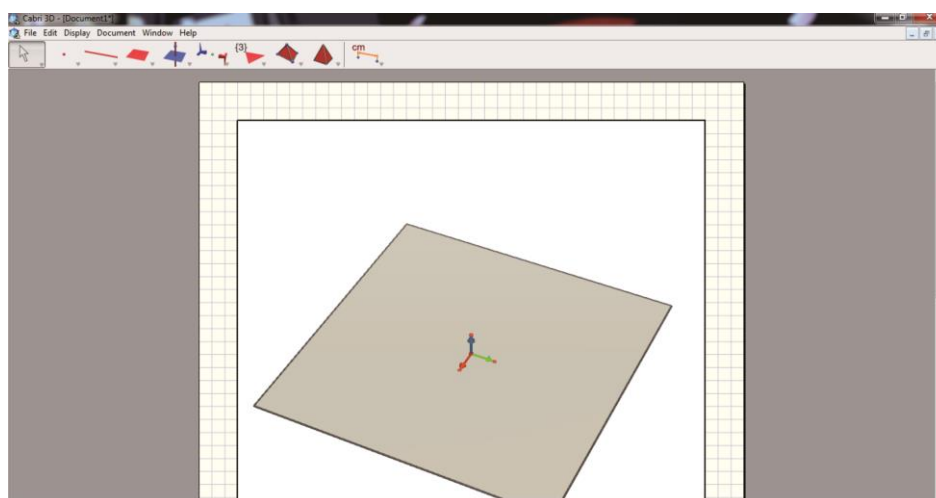 Cabri 3D - [Document1*]
File Edit Display Document Window Help
{3}
cm